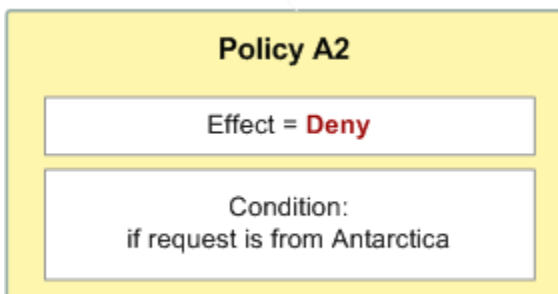 Policy A2
Effect = Deny
Condition:
if request is from Antarctica